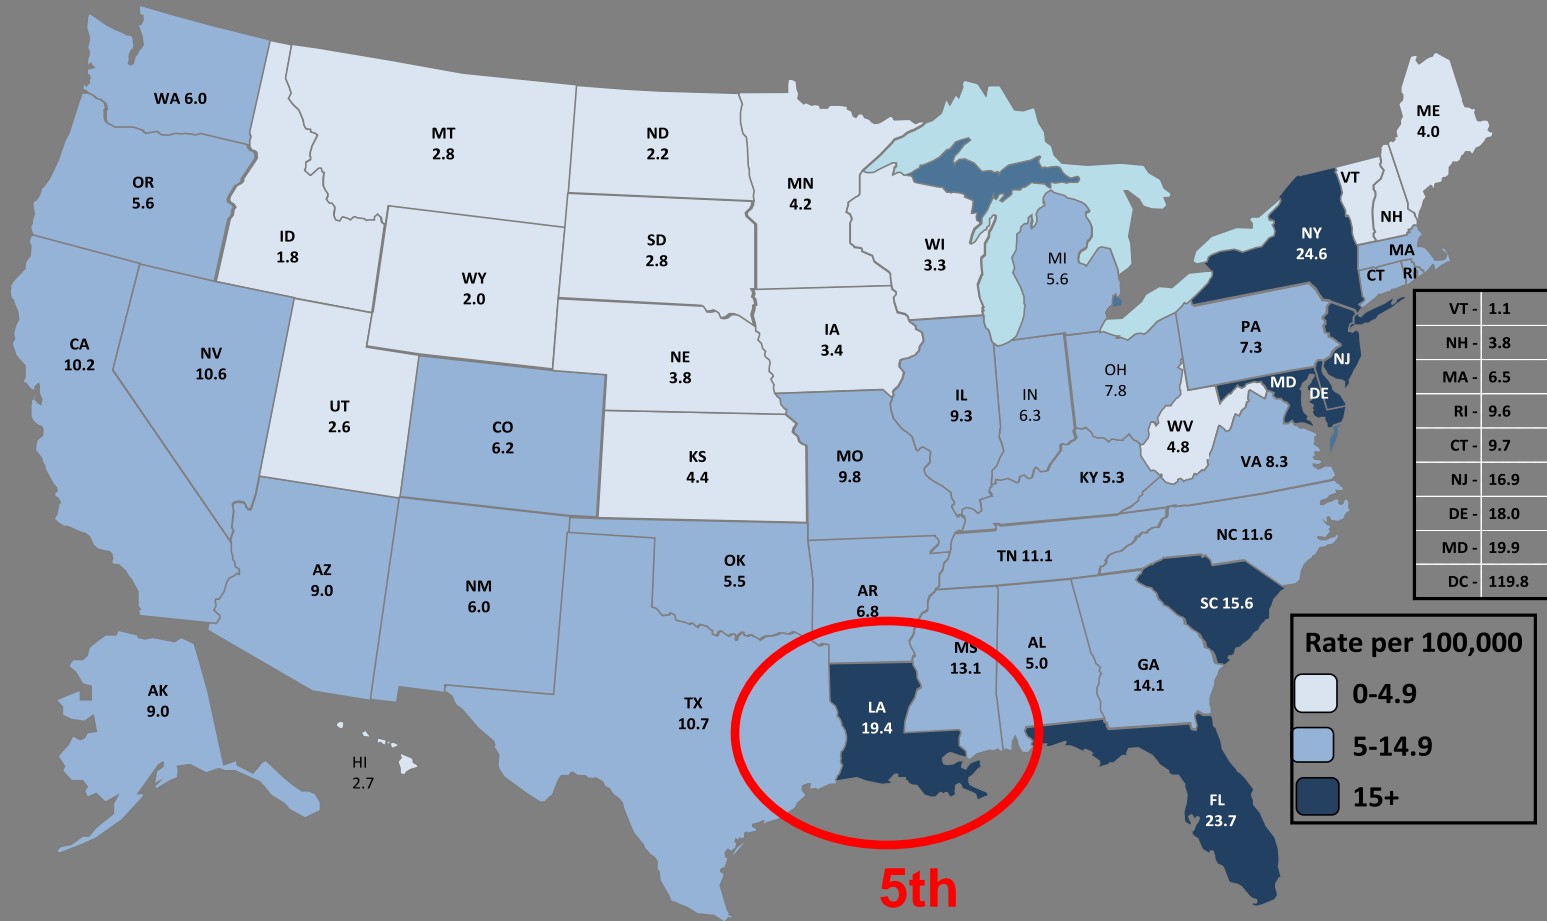 WA 6.0
OR
5.6
CA
10.2
NV
10.6
ID
1.8
MT
2.8
WY
2.0
UT
2.6
CO
6.2
AZ
9.0
NM
6.0
ND
2.2
SD
2.8
NE
3.8
KS
4.4
OK
5.5
TX
10.7
MN
4.2
IA
3.4
MO
9.8
AR
6.8
LA
19.4
WI
3.3
IL
9.3
MI
5.6
IN
6.3
OH
7.8
KY 5.3
TN 11.1
MS
13.1
AL
5.0
GA
14.1
FL
23.7
SC 15.6
NC 11.6
VA 8.3
WV
4.8
PA
7.3
NY
24.6
VT
NH
ME
4.0
MA
CT
RI
NJ
MD
DE
AK
9.0
HI
2.7
VT - 1.1
NH - 3.8
MA - 6.5
RI - 9.6
CT - 9.7
NJ - 16.9
DE - 18.0
MD - 19.9
DC - 119.8
Rate per 100,000
0-4.9
5-14.9
15+
5th